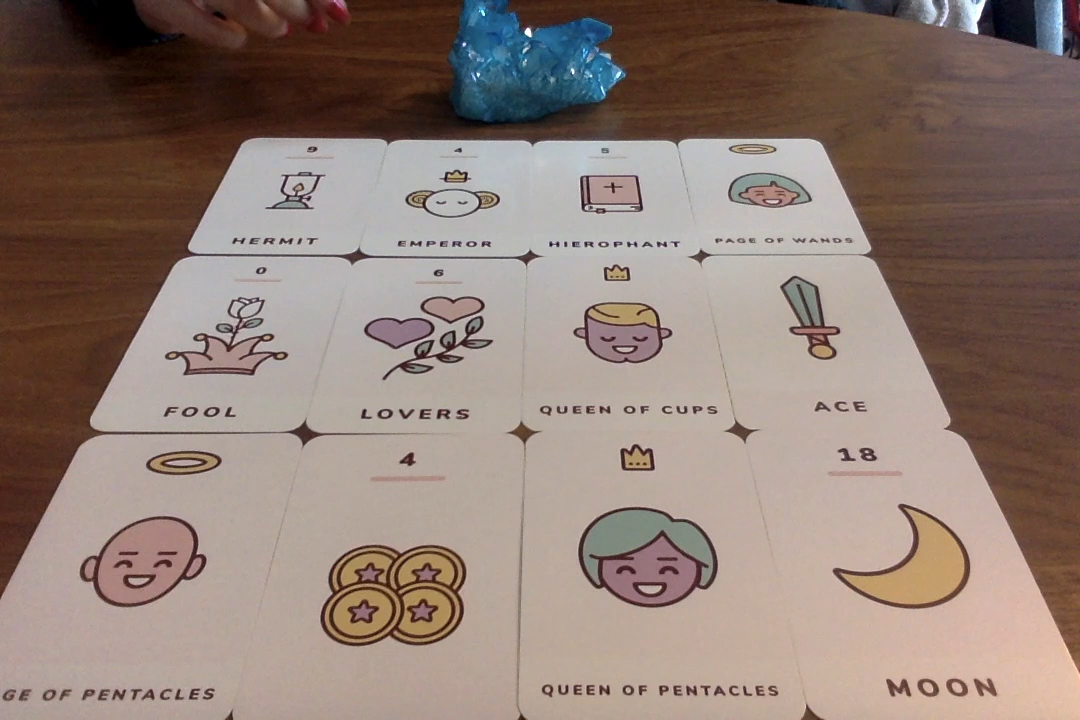 9
4
5
HERMIT
EMPEROR
HIEROPHANT
PAGE OF WANDS
0
6
FOOL
LOVERS
QUEEN OF CUPS
ACE
4
18
GE OF PENTACLES
QUEEN OF PENTACLES
MOON